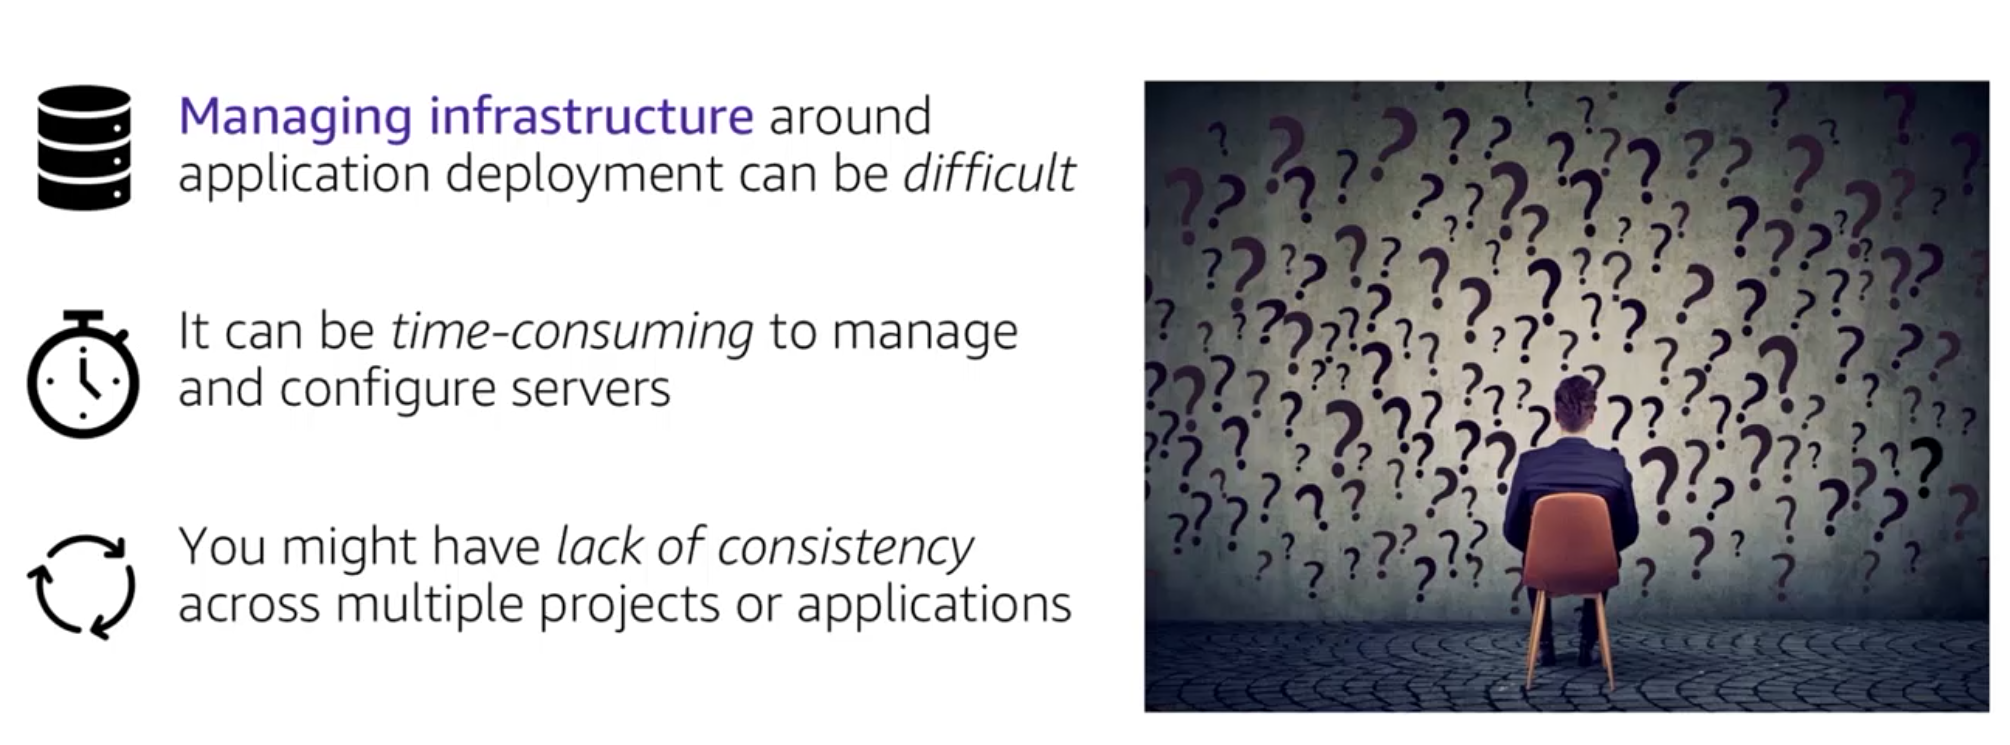 Managing infrastructure around
application deployment can be difficult
It can be time-consuming to manage
and configure servers
You might have lack of consistency
across multiple projects or applications